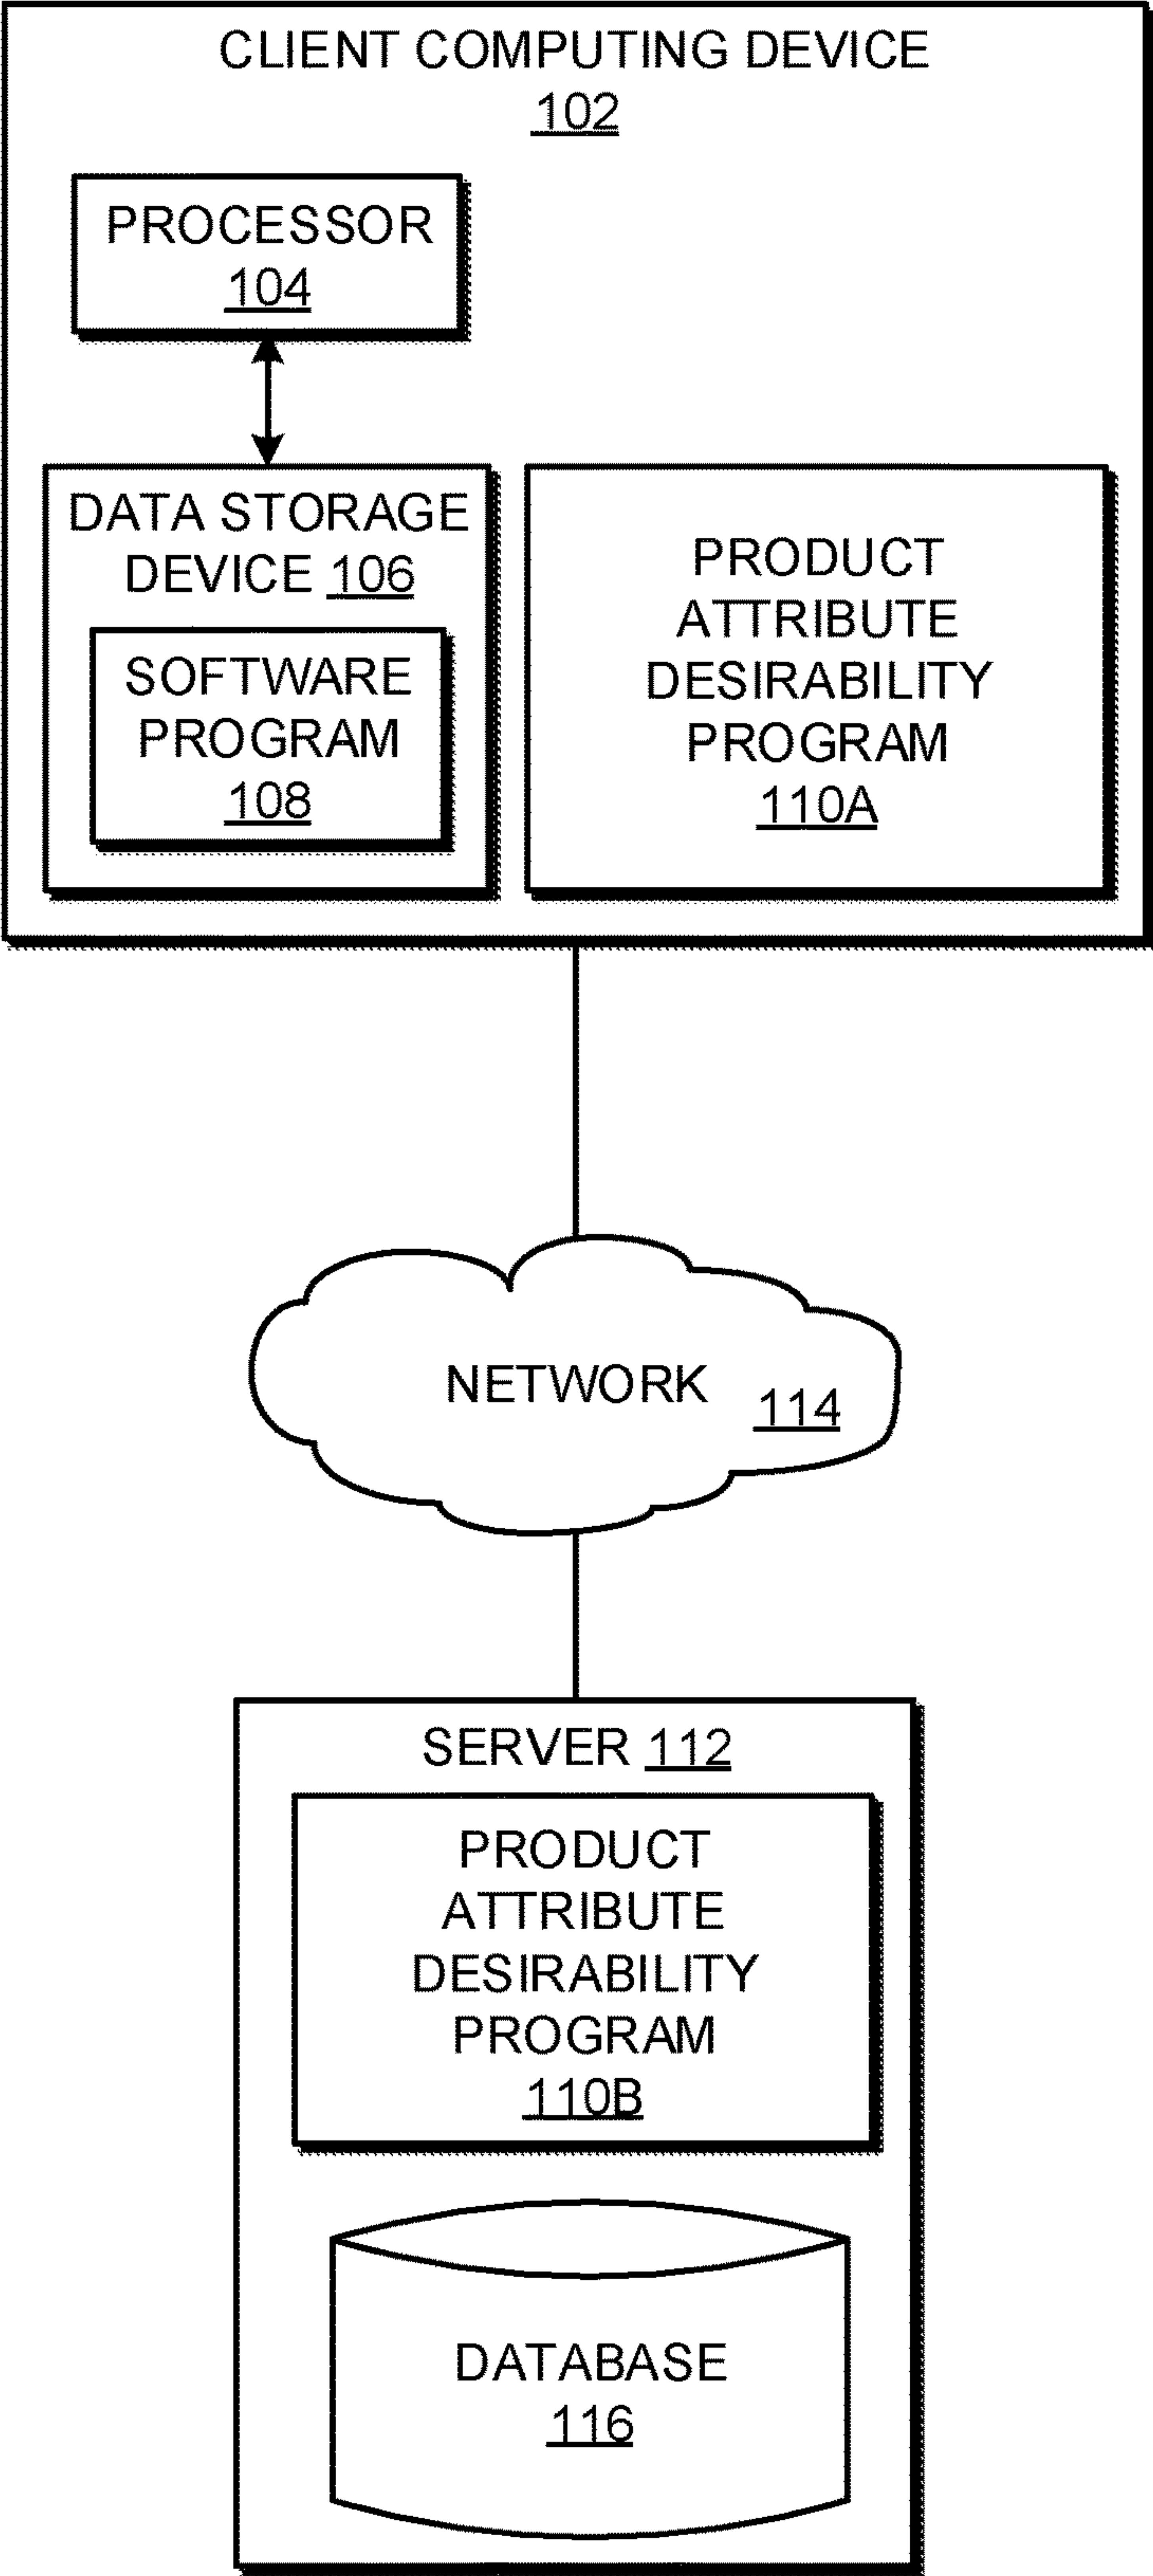 CLIENT COMPUTING DEVICE
102
PROCESSOR
104
DATA STORAGE
DEVICE 106
SOFTWARE
PROGRAM
108
PRODUCT
ATTRIBUTE
DESIRABILITY
PROGRAM
110A
NETWORK 114
SERVER 112
PRODUCT
ATTRIBUTE
DESIRABILITY
PROGRAM
110B
DATABASE
116